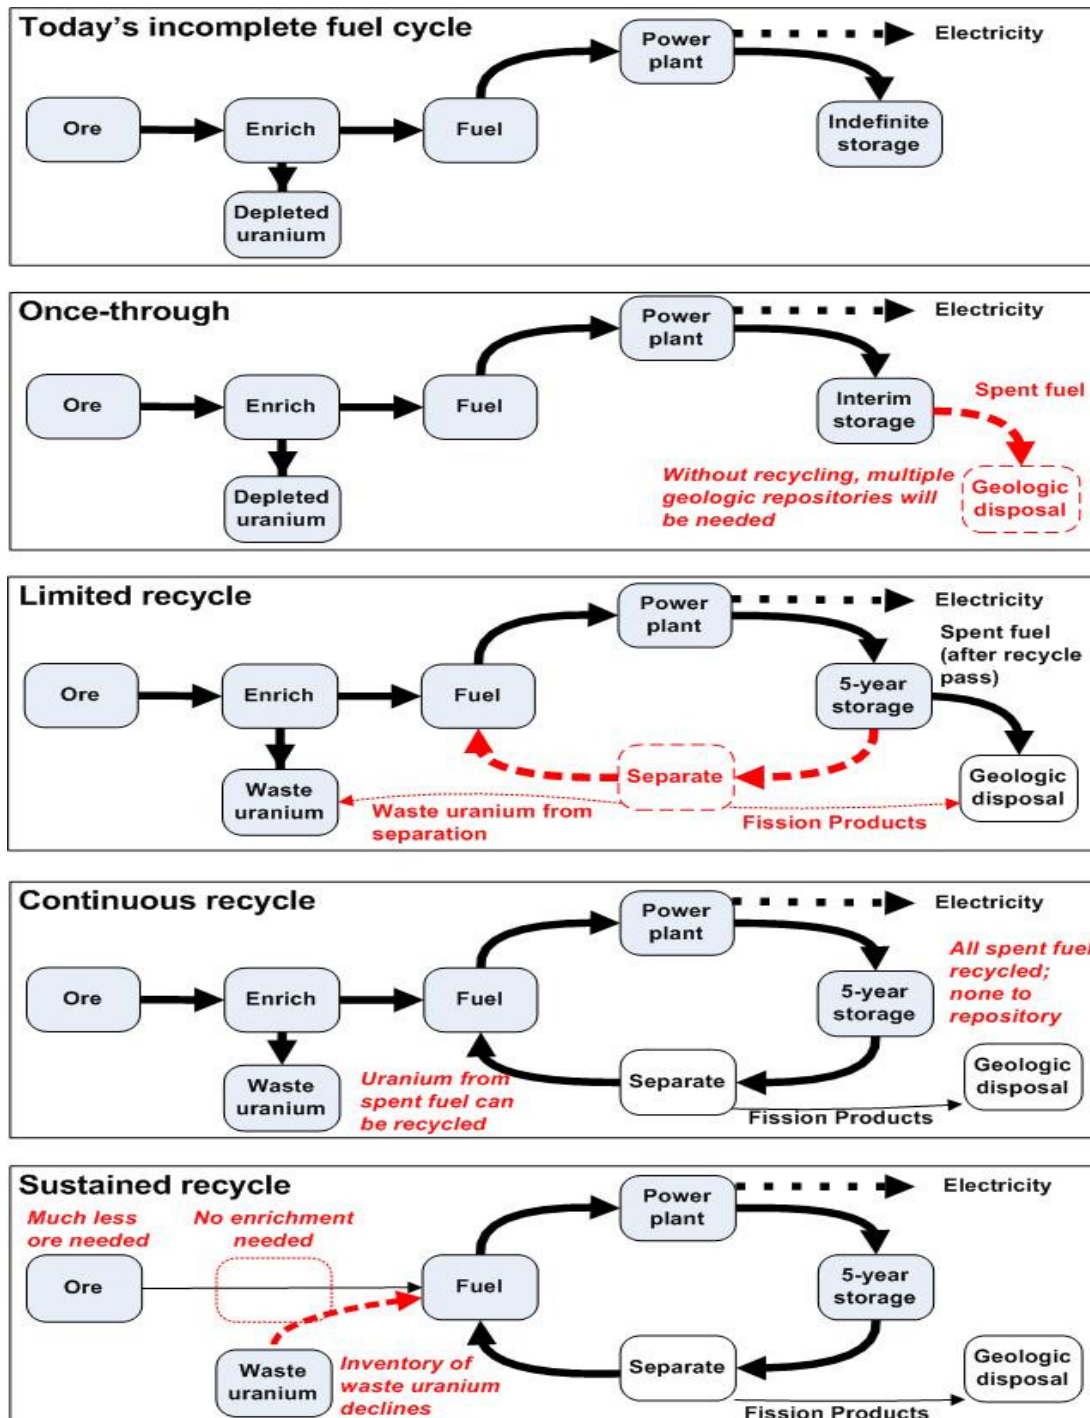 Today's incomplete fuel cycle
Power
plant
Electricity
Ore
Enrich
Fuel
Indefinite
storage
Depleted
uranium
Once-through
Power
plant
Electricity
Ore
Enrich
Fuel
Interim
storage
Spent fuel
Depleted
uranium
Without recycling, multiple
geologic repositories will
be needed
Geologic
disposal
Limited recycle
Power
plant
Electricity
Spent fuel
(after recycle
pass)
Ore
Enrich
Fuel
5-year
storage
Separate
Waste
uranium
Waste uranium from
separation
Fission Products
Geologic
disposal
Continuous recycle
Power
plant
Electricity
All spent fuel
recycled;
none to
repository
Ore
Enrich
Fuel
5-year
storage
Waste
uranium
Uranium from
spent fuel can
be recycled
Separate
Fission Products
Geologic
disposal
Sustained recycle
Power
plant
Electricity
Much less
ore needed
No enrichment
needed
Ore
Fuel
5-year
storage
Waste
uranium
Inventory of
waste uranium
declines
Separate
Fission Products
Geologic
disposal